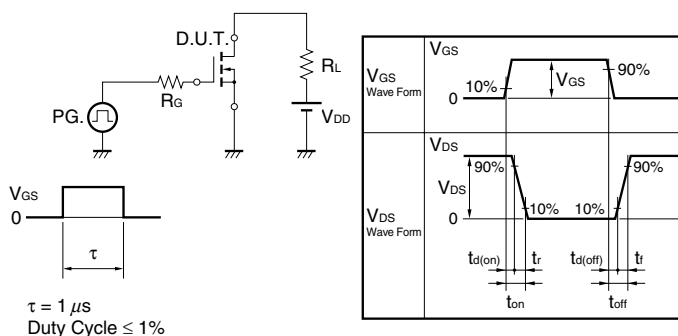 D.U.T.
RL
RG
PG.
VDD
VGS
0
τ
τ = 1 μs
Duty Cycle ≤ 1%
VGS
Wave Form
VGS
10%
VGS
90%
0
VDS
Wave Form
VDS
90%
VDS
90%
10%
10%
0
td(on)
tr
td(off)
tf
ton
toff